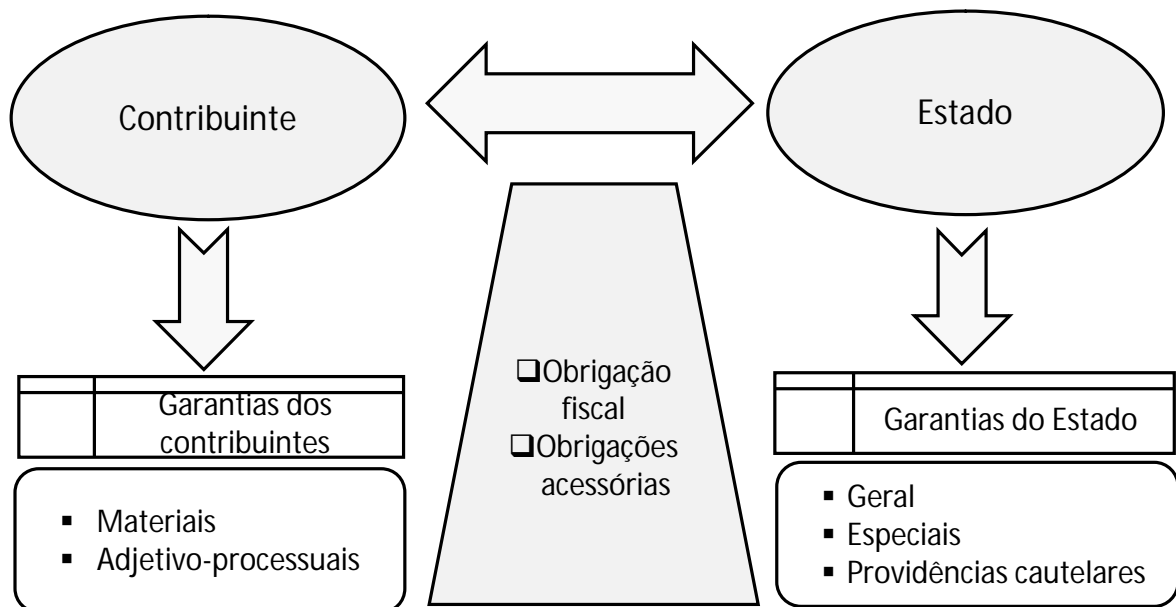 Contribuinte
Estado
Garantias dos
contribuintes
❑Obrigação
fiscal
❑Obrigações
acessórias
Garantias do Estado
▪ Materiais
▪ Adjetivo-processuais
▪ Geral
▪ Especiais
▪ Providências cautelares